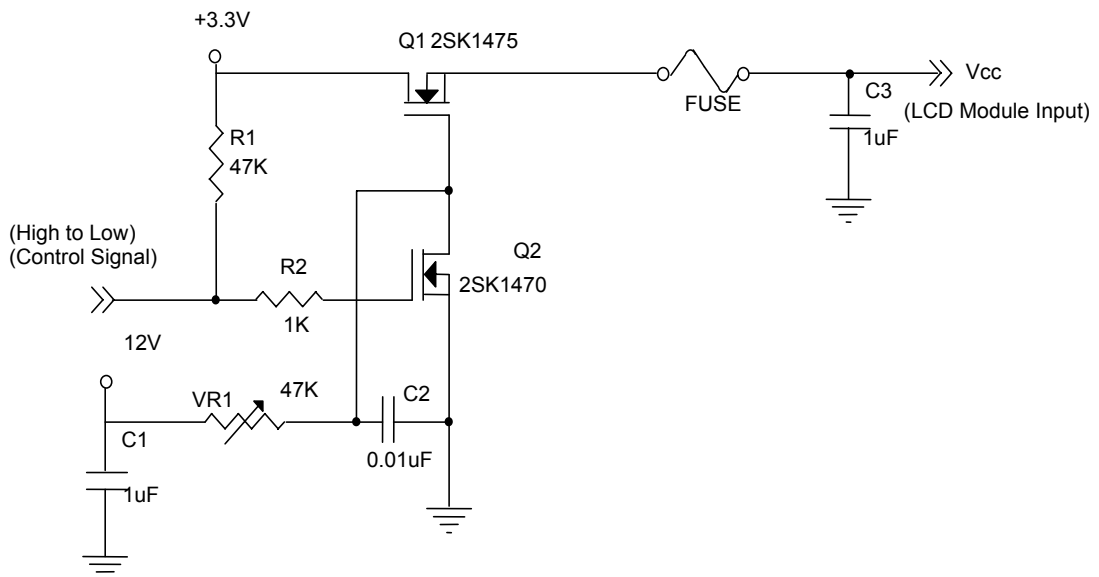 +3.3V
Q1 2SK1475
Vcc
FUSE
C3
(LCD Module Input)
R1
47K
1uF
(High to Low)
(Control Signal)
Q2
R2
2SK1470
1K
12V
VR1
47K
C2
C1
0.01uF
1uF